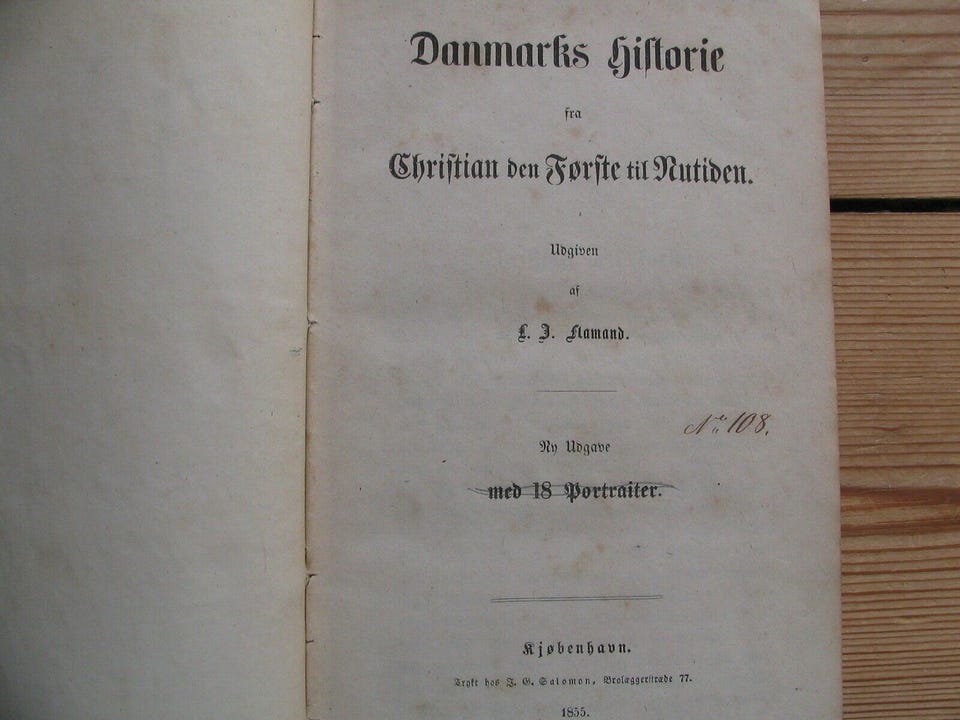 Danmarks Historie
fra
Christian den Første til Nutiden.
Udgiven
af
L. J. Flamand.
No 108.
Ny Udgave
med 18 Portraiter.
Kjøbenhavn.
Trykt hos J. G. Salomon, Brolæggerstræde 77.
1855.